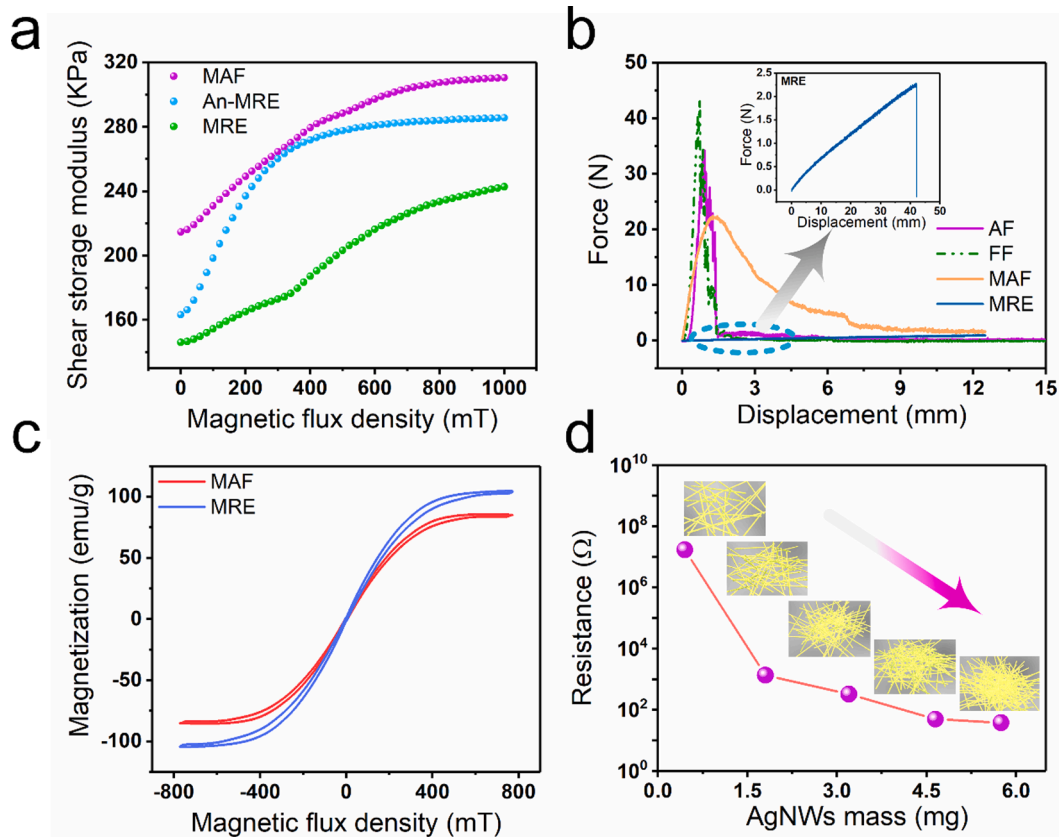 a
Shear storage modulus (KPa)
320
280
240
200
160
MAF
An-MRE
MRE
0 200 400 600 800 1000
Magnetic flux density (mT)
b
Force (N)
50
40
30
20
10
0
MRE
Force (N)
2.5
2.0
1.5
1.0
0.5
0.0
0 10 20 30 40 50
Displacement (mm)
AF
FF
MAF
MRE
0 3 6 9 12 15
Displacement (mm)
c
Magnetization (emu/g)
100
50
0
-50
-100
MAF
MRE
-800 -400 0 400 800
Magnetic flux density (mT)
d
Resistance (Ω)
10^10
10^8
10^6
10^4
10^2
10^0
0.0 1.5 3.0 4.5 6.0
AgNWs mass (mg)